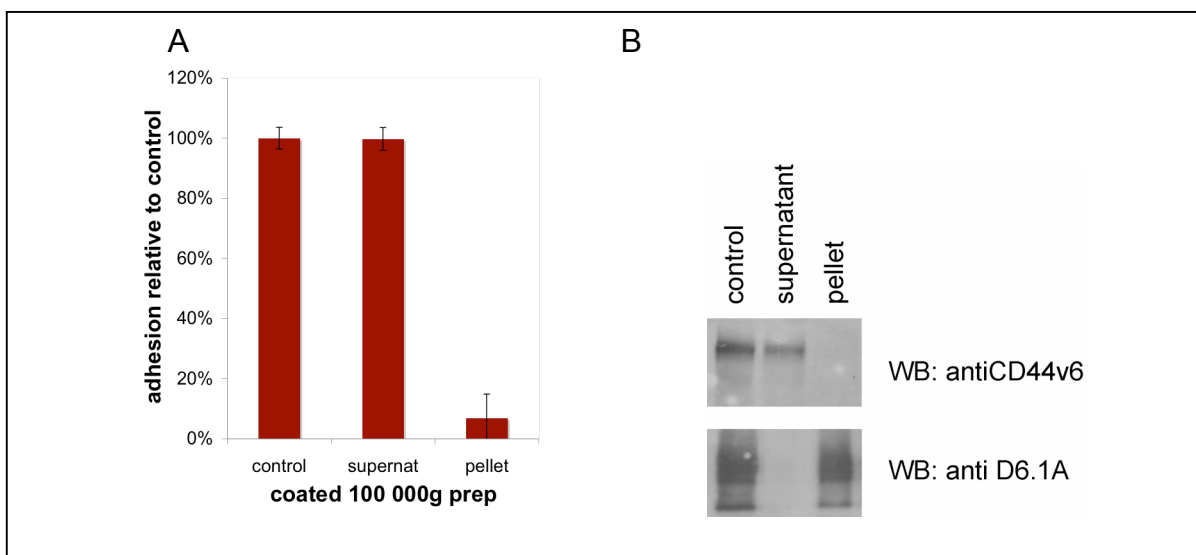 A
B
adhesion relative to control
120%
100%
80%
60%
40%
20%
0%
control supernat pellet
coated 100 000g prep
control
supernatant
pellet
WB: antiCD44v6
WB: anti D6.1A